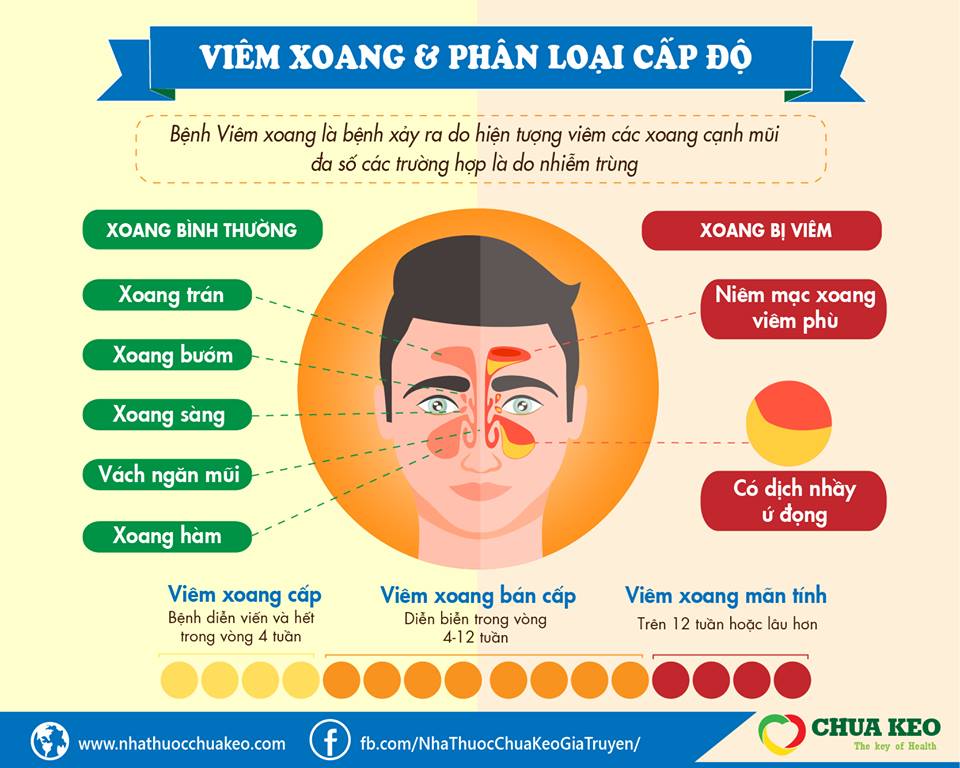 VIÊM XOANG & PHÂN LOẠI CẤP ĐỘ
Bệnh Viêm xoang là bệnh xảy ra do hiện tượng viêm các xoang cạnh mũi
đa số các trường hợp là do nhiễm trùng
XOANG BÌNH THƯỜNG
Xoang trán
Xoang bướm
Xoang sàng
Vách ngăn mũi
Xoang hàm
XOANG BỊ VIÊM
Niêm mạc xoang
viêm phù
Có dịch nhầy
ứ đọng
Viêm xoang cấp
Bệnh diễn viến và hết
trong vòng 4 tuần
Viêm xoang bán cấp
Diễn biễn trong vòng
4-12 tuần
Viêm xoang mãn tính
Trên 12 tuần hoặc lâu hơn
www.nhathuocchuakeo.com
fb.com/NhaThuocChuaKeoGiaTruyen/
CHUA KEO
The key of Health